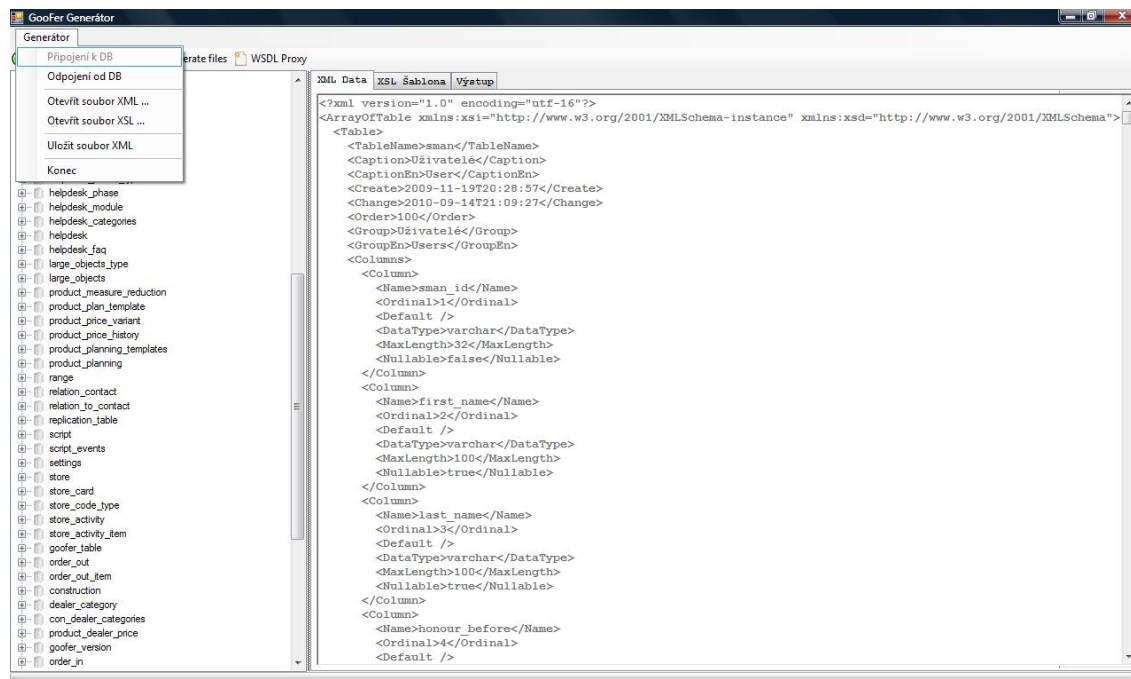 GooFer Generátor
Generátor
Připojení k DB
Odpojení od DB
Otevřít soubor XML ...
Otevřít soubor XSL ...
Uložit soubor XML
Konec
erate files WSDL Proxy
helpdesk_phase
helpdesk_module
helpdesk_categories
helpdesk
helpdesk_faq
large_objects_type
large_objects
product_measure_reduction
product_plan_template
product_price_variant
product_price_history
product_planning_templates
product_planning
range
relation_contact
relation_to_contact
replication_table
script
script_events
settings
store
store_card
store_code_type
store_activity
store_activity_item
goofer_table
order_out
order_out_item
construction
dealer_category
con_dealer_categories
product_dealer_price
goofer_version
order_in
XML Data XSL Šablona Výstup
<?xml version="1.0" encoding="utf-16"?>
<ArrayOfTable xmlns:xsi="http://www.w3.org/2001/XMLSchema-instance" xmlns:xsd="http://www.w3.org/2001/XMLSchema">
<Table>
<TableName>sman</TableName>
<Caption>Uživatelé</Caption>
<CaptionEn>User</CaptionEn>
<Create>2009-11-19T20:28:57</Create>
<Change>2010-09-14T21:09:27</Change>
<Order>100</Order>
<Group>Uživatelé</Group>
<GroupEn>Users</GroupEn>
<Columns>
<Column>
<Name>sman_id</Name>
<Ordinal>1</Ordinal>
<Default />
<DataType>varchar</DataType>
<MaxLength>32</MaxLength>
<Nullable>false</Nullable>
</Column>
<Column>
<Name>first_name</Name>
<Ordinal>2</Ordinal>
<Default />
<DataType>varchar</DataType>
<MaxLength>100</MaxLength>
<Nullable>true</Nullable>
</Column>
<Column>
<Name>last_name</Name>
<Ordinal>3</Ordinal>
<Default />
<DataType>varchar</DataType>
<MaxLength>100</MaxLength>
<Nullable>true</Nullable>
</Column>
<Column>
<Name>honour_before</Name>
<Ordinal>4</Ordinal>
<Default />